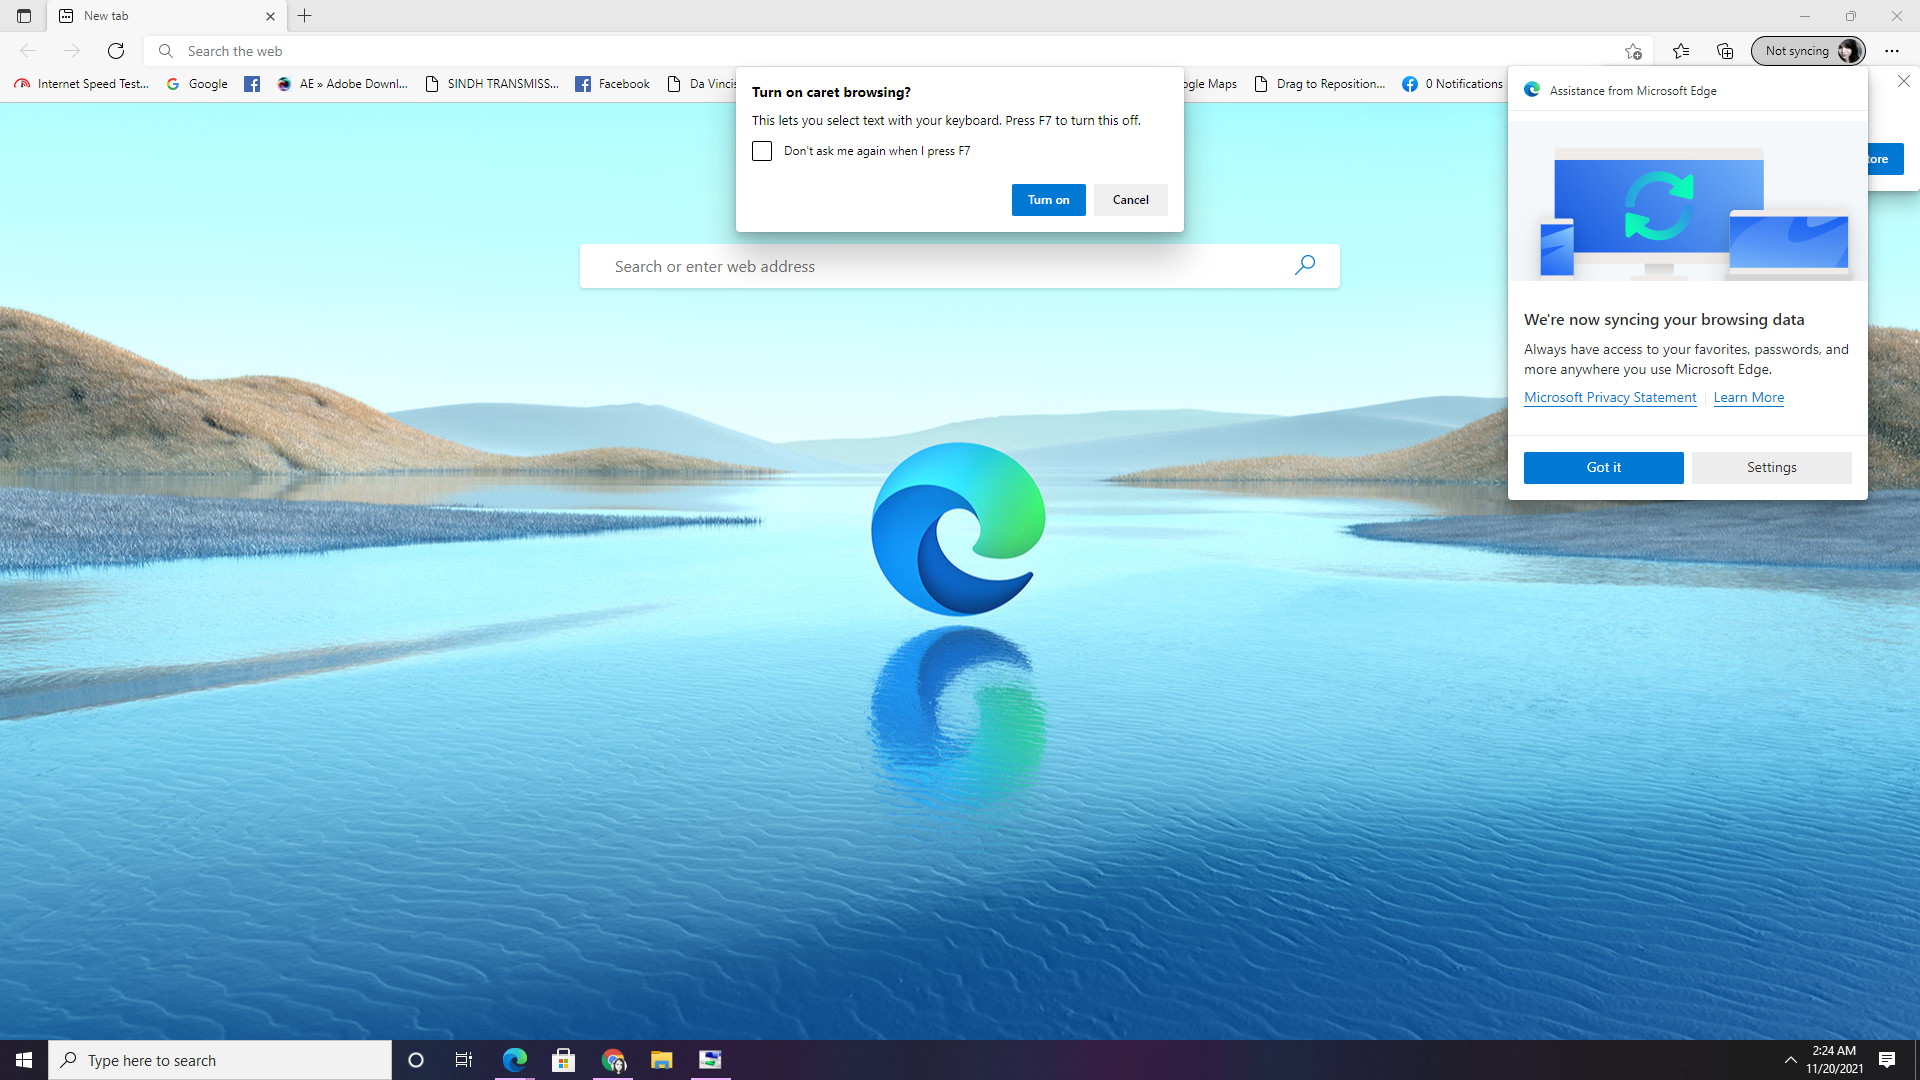 New tab
Search the web
Not syncing
Internet Speed Test...
Google
AE » Adobe Downl...
SINDH TRANSMISS...
Facebook
Da Vincis
ogle Maps
Drag to Reposition...
0 Notifications
Turn on caret browsing?
This lets you select text with your keyboard. Press F7 to turn this off.
Don't ask me again when I press F7
Turn on
Cancel
Assistance from Microsoft Edge
tore
Search or enter web address
We're now syncing your browsing data
Always have access to your favorites, passwords, and
more anywhere you use Microsoft Edge.
Microsoft Privacy Statement
Learn More
Got it
Settings
Type here to search
2:24 AM
11/20/2021